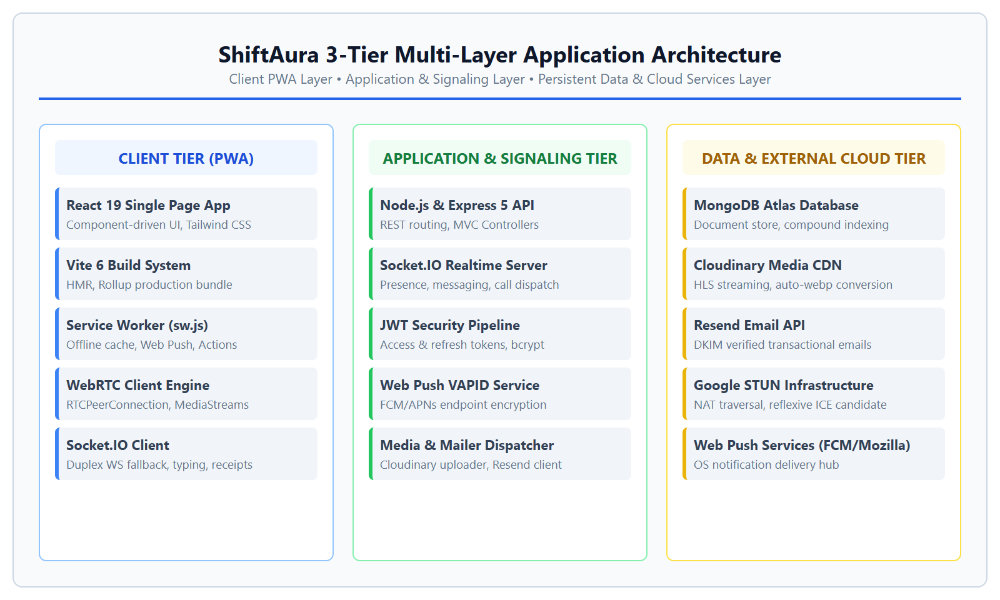 ShiftAura 3-Tier Multi-Layer Application Architecture
Client PWA Layer • Application & Signaling Layer • Persistent Data & Cloud Services Layer
CLIENT TIER (PWA)
React 19 Single Page App
Component-driven UI, Tailwind CSS
Vite 6 Build System
HMR, Rollup production bundle
Service Worker (sw.js)
Offline cache, Web Push, Actions
WebRTC Client Engine
RTCPeerConnection, MediaStreams
Socket.IO Client
Duplex WS fallback, typing, receipts
APPLICATION & SIGNALING TIER
Node.js & Express 5 API
REST routing, MVC Controllers
Socket.IO Realtime Server
Presence, messaging, call dispatch
JWT Security Pipeline
Access & refresh tokens, bcrypt
Web Push VAPID Service
FCM/APNs endpoint encryption
Media & Mailer Dispatcher
Cloudinary uploader, Resend client
DATA & EXTERNAL CLOUD TIER
MongoDB Atlas Database
Document store, compound indexing
Cloudinary Media CDN
HLS streaming, auto-webp conversion
Resend Email API
DKIM verified transactional emails
Google STUN Infrastructure
NAT traversal, reflexive ICE candidate
Web Push Services (FCM/Mozilla)
OS notification delivery hub